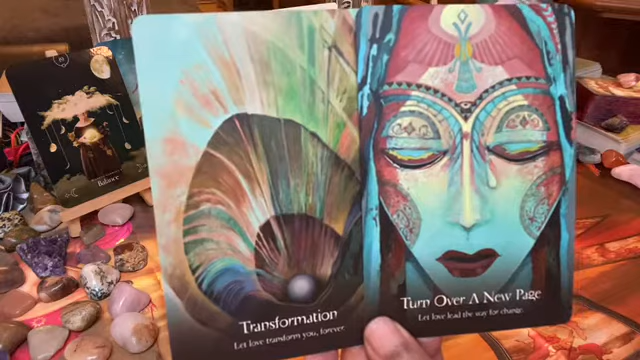 Balance
Transformation
Let love transform you, forever.
Turn Over A New Page
Let love lead the way for change.